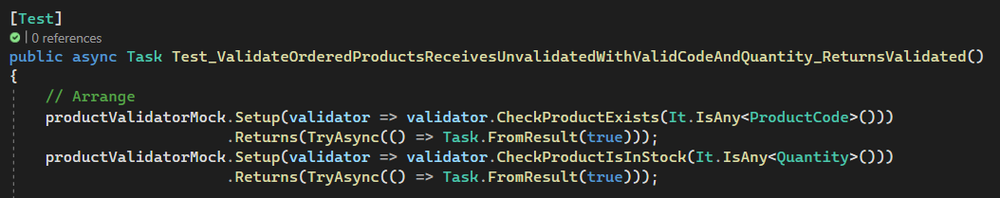 [Test]
| 0 references
public async Task Test_ValidateOrderedProductsReceivesUnvalidatedWithValidCodeAndQuantity_ReturnsValidated()
{
// Arrange
productValidatorMock.Setup(validator => validator.CheckProductExists(It.IsAny<ProductCode>()))
.Returns(TryAsync(() => Task.FromResult(true)));
productValidatorMock.Setup(validator => validator.CheckProductIsInStock(It.IsAny<Quantity>()))
.Returns(TryAsync(() => Task.FromResult(true)));